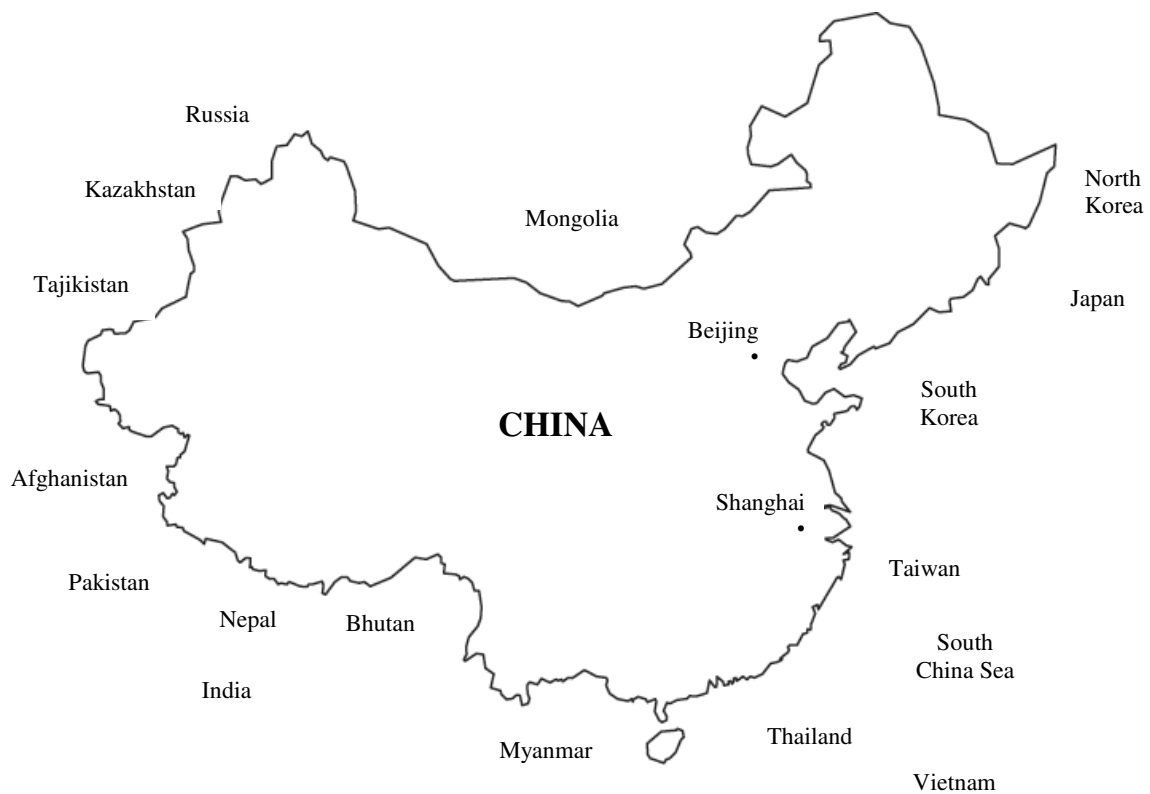 Russia
North
Korea
Kazakhstan
Mongolia
Tajikistan
Japan
Beijing
South
Korea
CHINA
Afghanistan
Shanghai
Taiwan
Pakistan
Nepal
Bhutan
South
China Sea
India
Thailand
Myanmar
Vietnam